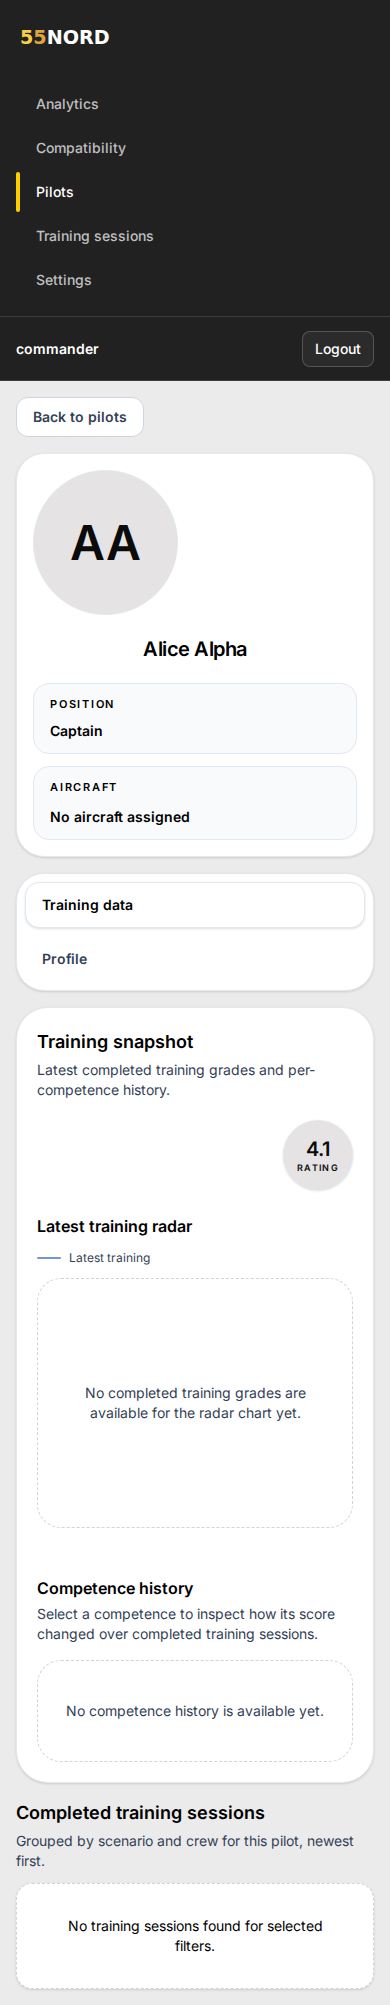 55NORD
Analytics
Compatibility
Pilots
Training sessions
Settings
commander
Logout
Back to pilots
AA
Alice Alpha
POSITION
Captain
AIRCRAFT
No aircraft assigned
Training data
Profile
Training snapshot
Latest completed training grades and per-
competence history.
4.1
RATING
Latest training radar
Latest training
No completed training grades are
available for the radar chart yet.
Competence history
Select a competence to inspect how its score
changed over completed training sessions.
No competence history is available yet.
Completed training sessions
Grouped by scenario and crew for this pilot, newest
first.
No training sessions found for selected
filters.